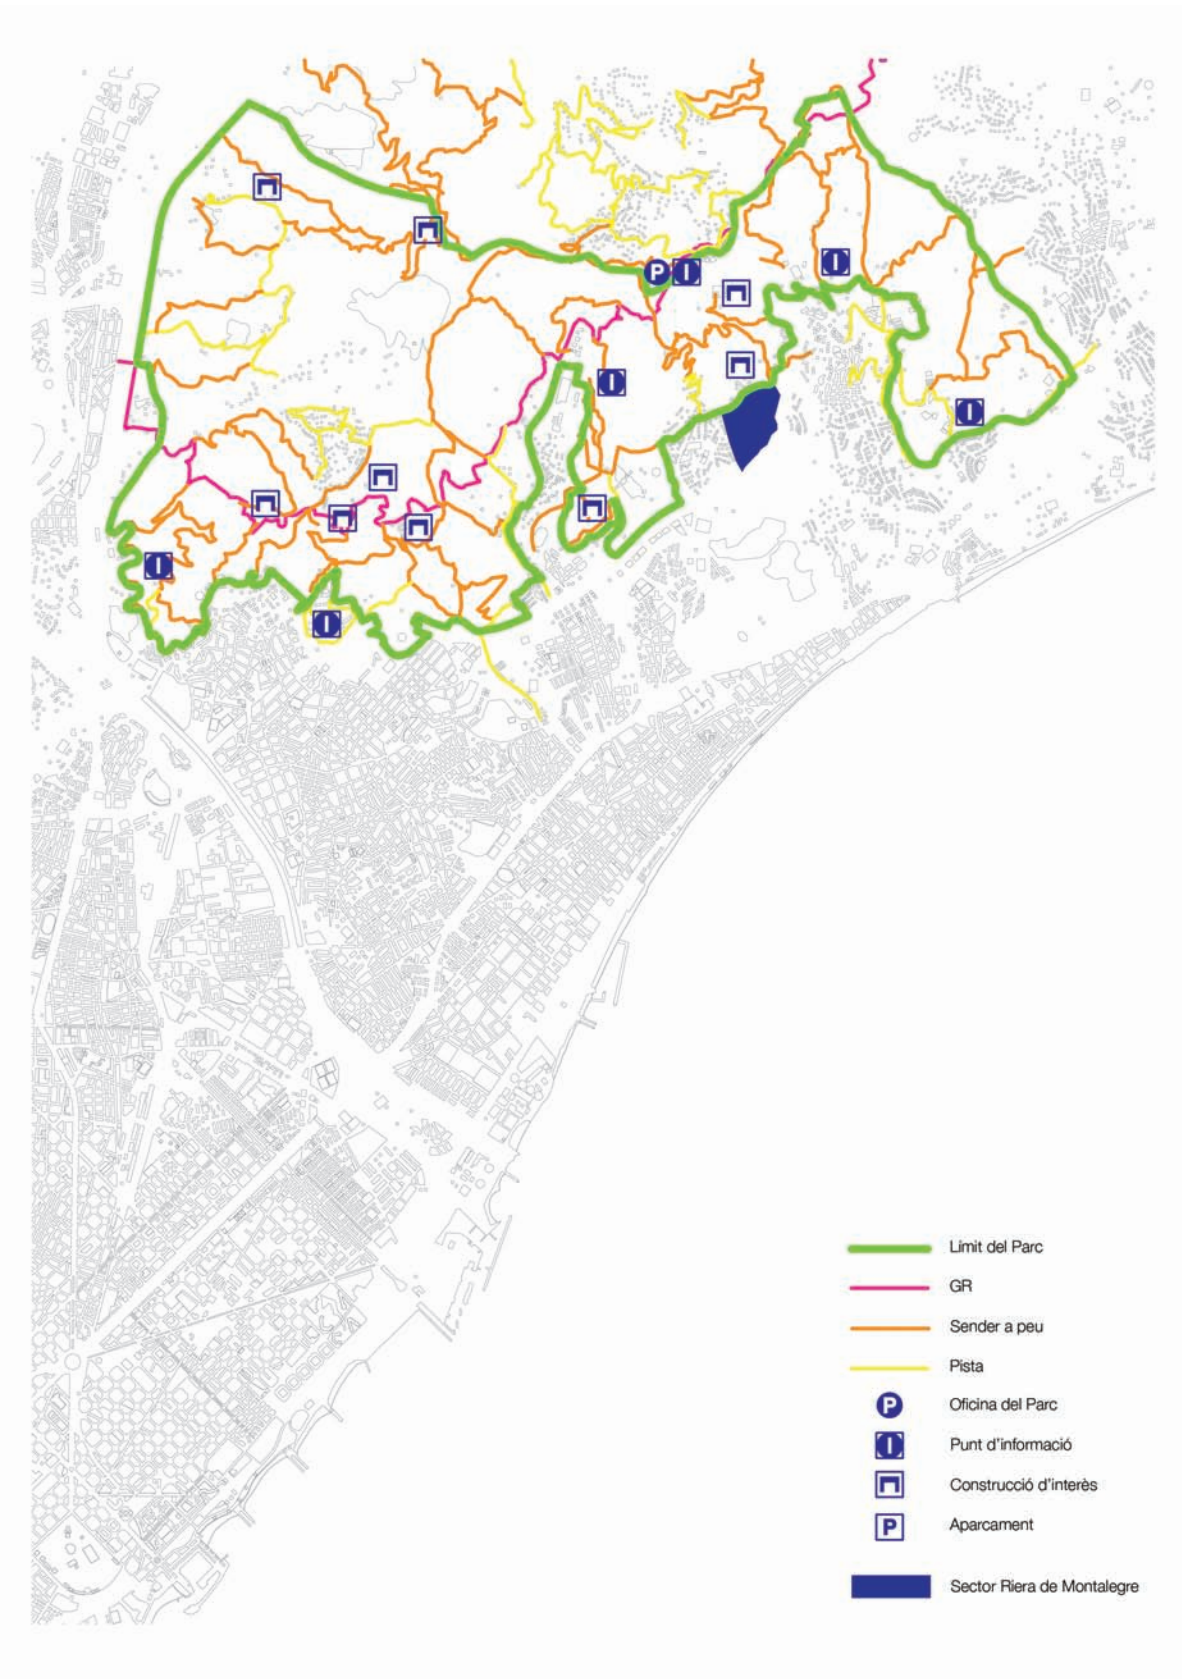 P I
I
I
I
I
I
Límit del Parc
GR
Sender a peu
Pista
P Oficina del Parc
I Punt d'informació
Construcció d'interès
P Aparcament
Sector Riera de Montalegre